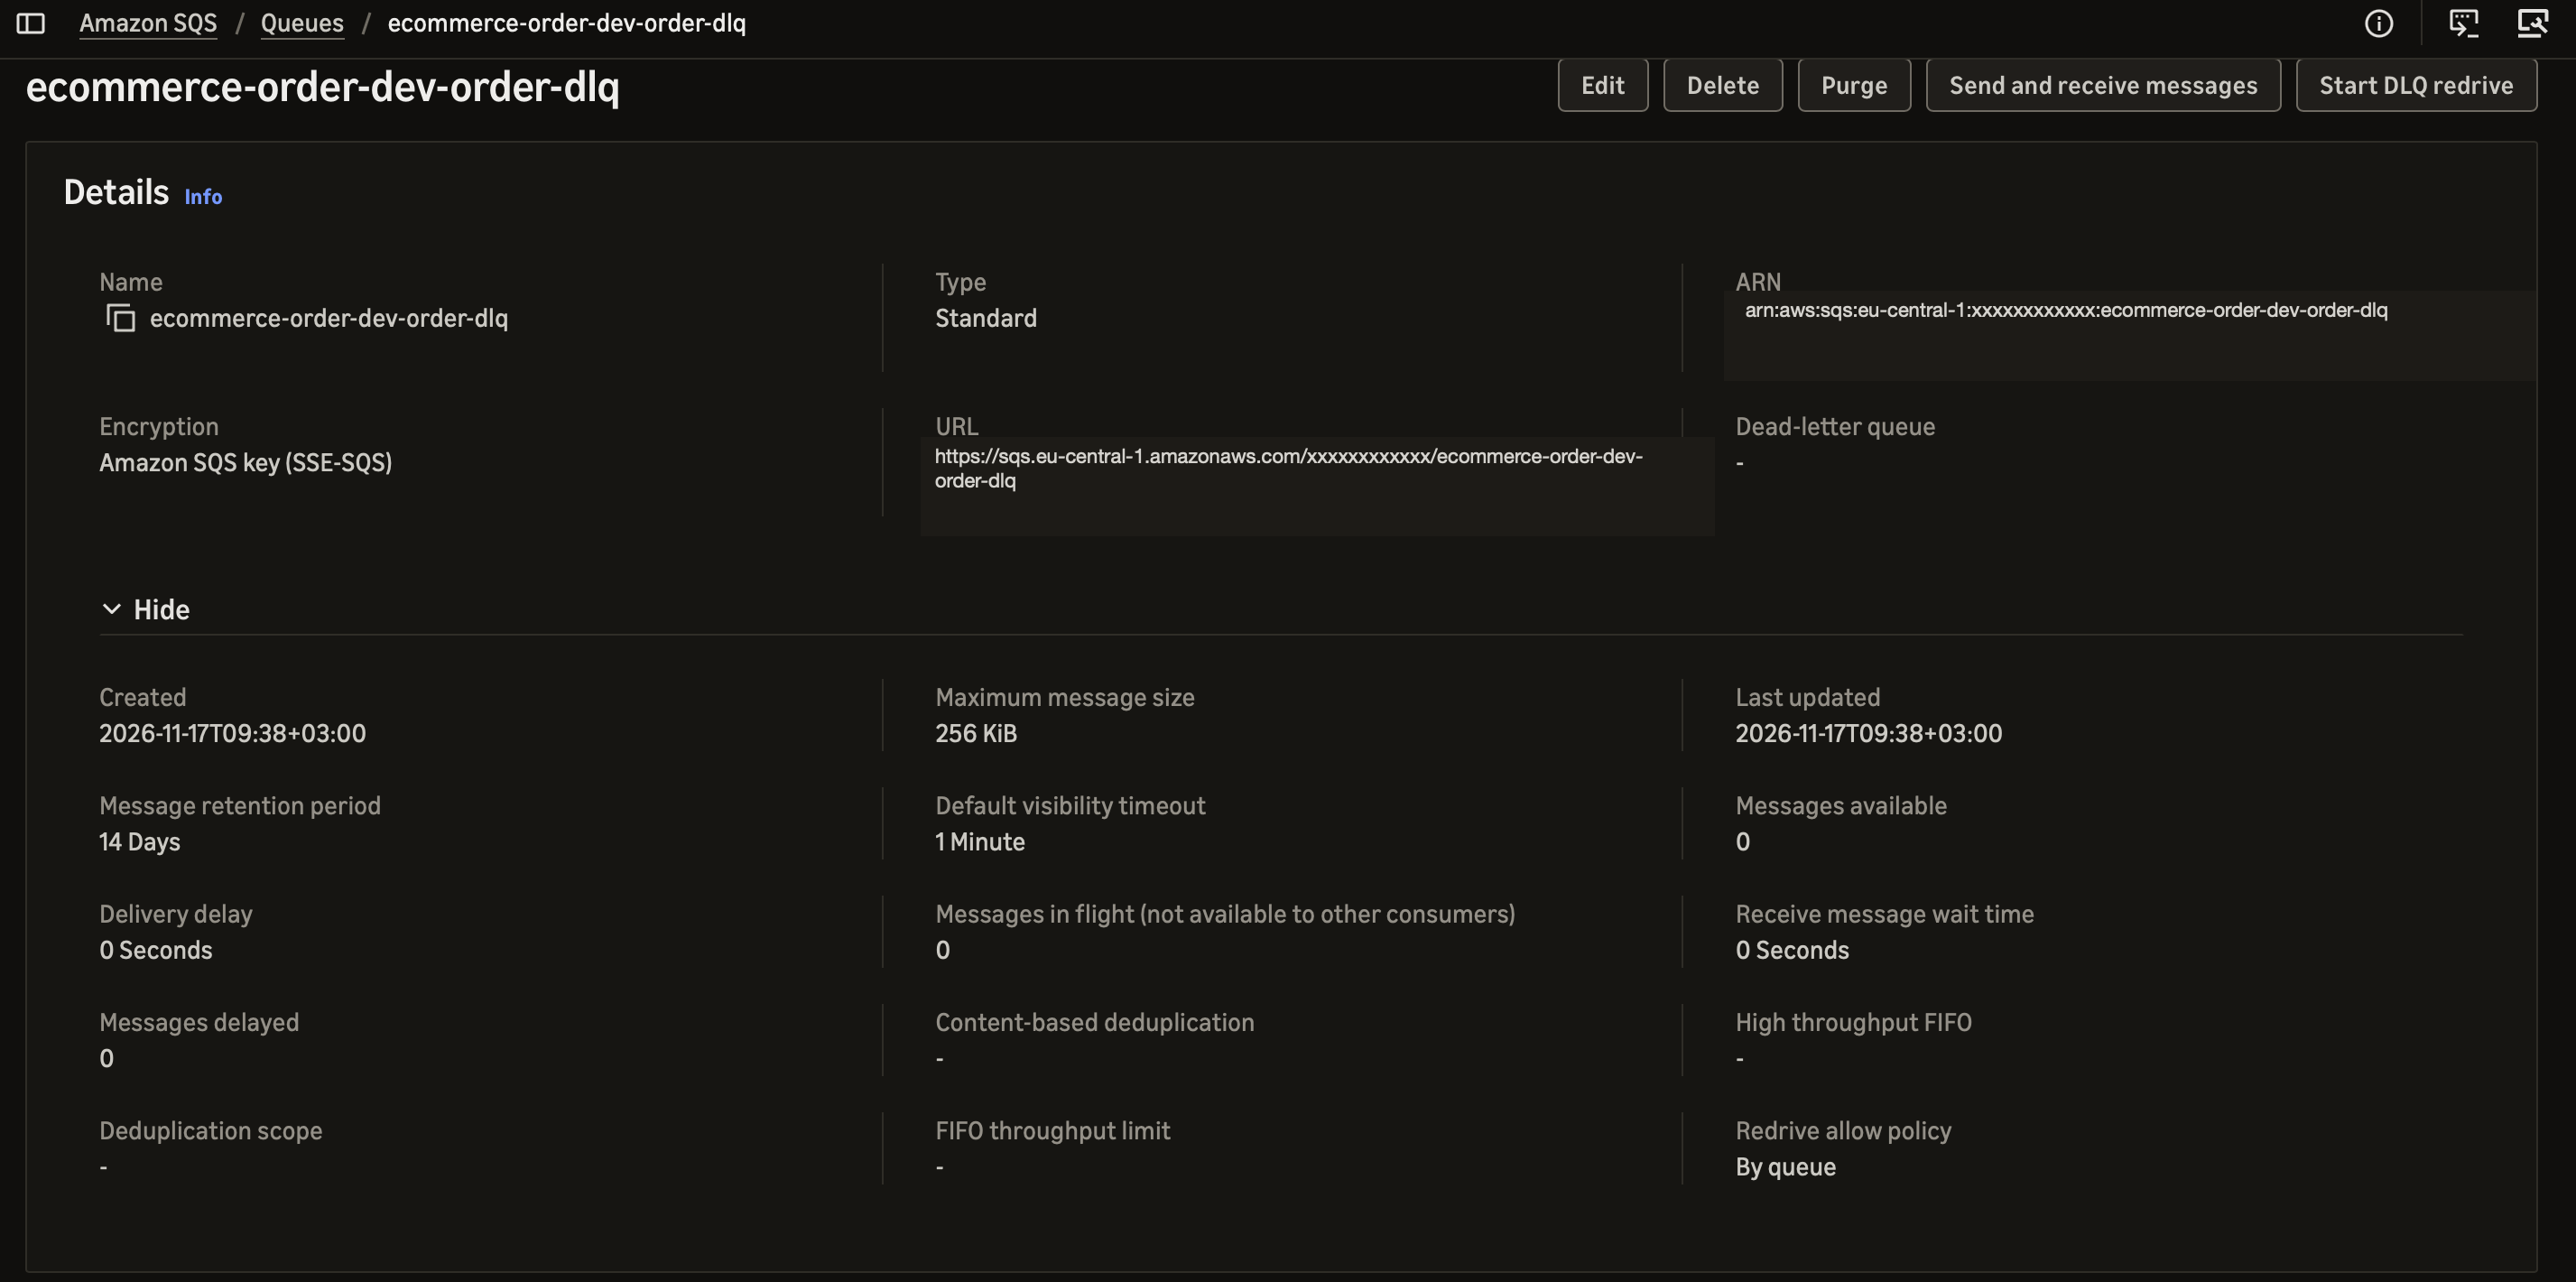 Amazon SQS / Queues / ecommerce-order-dev-order-dlq
ecommerce-order-dev-order-dlq
Edit
Delete
Purge
Send and receive messages
Start DLQ redrive
Details Info
Name
ecommerce-order-dev-order-dlq
Type
Standard
ARN
arn:aws:sqs:eu-central-1:xxxxxxxxxxxx:ecommerce-order-dev-order-dlq
Encryption
Amazon SQS key (SSE-SQS)
URL
https://sqs.eu-central-1.amazonaws.com/xxxxxxxxxxxx/ecommerce-order-dev-
order-dlq
Dead-letter queue
-
Hide
Created
2026-11-17T09:38+03:00
Maximum message size
256 KiB
Last updated
2026-11-17T09:38+03:00
Message retention period
14 Days
Default visibility timeout
1 Minute
Messages available
0
Delivery delay
0 Seconds
Messages in flight (not available to other consumers)
0
Receive message wait time
0 Seconds
Messages delayed
0
Content-based deduplication
-
High throughput FIFO
-
Deduplication scope
-
FIFO throughput limit
-
Redrive allow policy
By queue